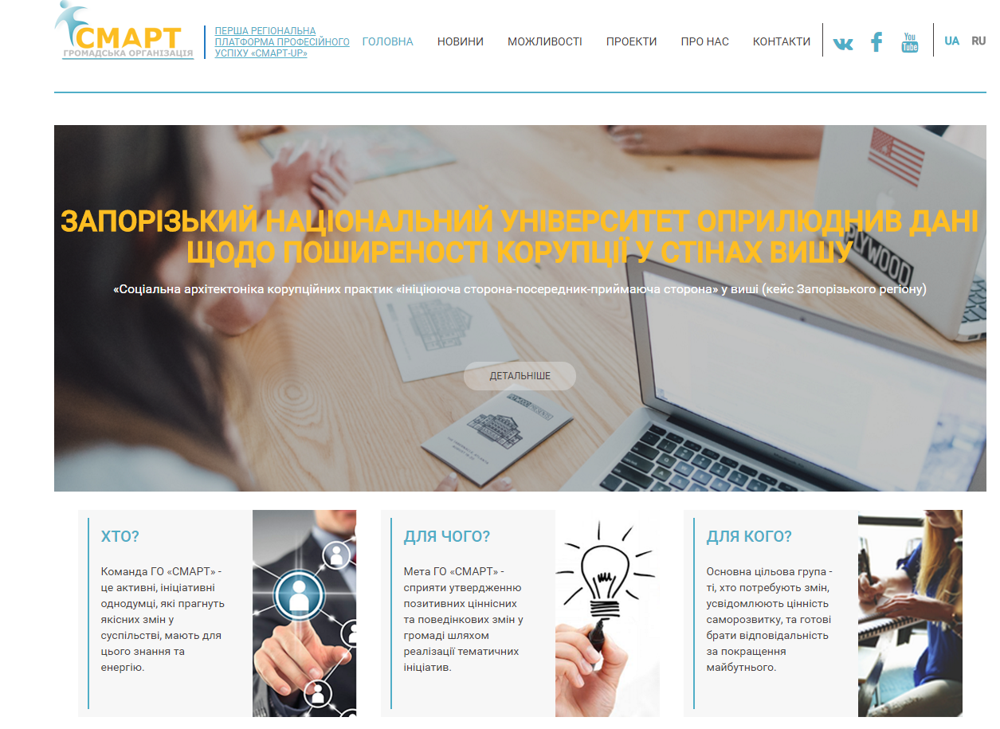 СМАРТ
ГРОМАДСЬКА ОРГАНІЗАЦІЯ
ПЕРША РЕГІОНАЛЬНА
ПЛАТФОРМА ПРОФЕСІЙНОГО
УСПІХУ «СМАРТ-UP»
ГОЛОВНА НОВИНИ МОЖЛИВОСТІ ПРОЕКТИ ПРО НАС КОНТАКТИ
You
Tube
UA RU
ЗАПОРІЗЬКИЙ НАЦІОНАЛЬНИЙ УНІВЕРСИТЕТ ОПРИЛЮДНИВ ДАНІ
ЩОДО ПОШИРЕНОСТІ КОРУПЦІЇ У СТІНАХ ВИШУ
«Соціальна архітектоніка корупційних практик «ініціююча сторона-посередник-приймаюча сторона» у виші (кейс Запорізького регіону)
ДЕТАЛЬНІШЕ
ХТО?
Команда ГО «СМАРТ» -
це активні, ініціативні
однодумці, які прагнуть
якісних змін у
суспільстві, мають для
цього знання та
енергію.
ДЛЯ ЧОГО?
Мета ГО «СМАРТ» -
сприяти утвердженню
позитивних ціннісних
та поведінкових змін у
громаді шляхом
реалізації тематичних
ініціатив.
ДЛЯ КОГО?
Основна цільова група -
ті, хто потребують змін,
усвідомлюють цінність
саморозвитку, та готові
брати відповідальність
за покращення
майбутнього.